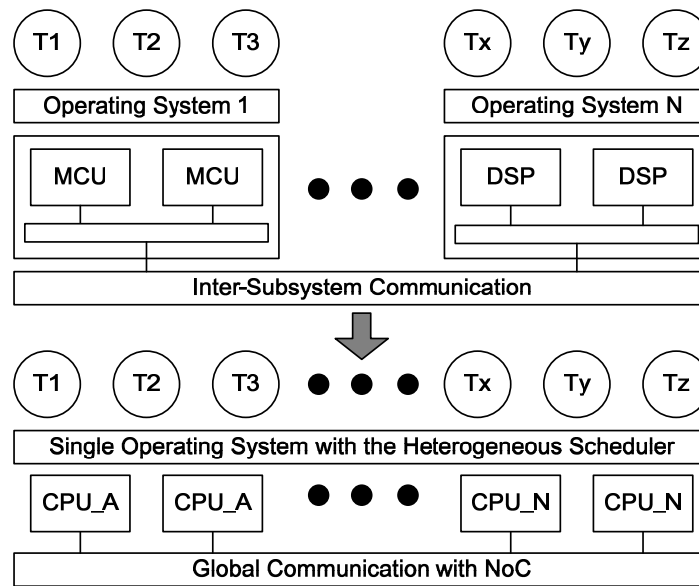 T1 T2 T3 Tx Ty Tz
Operating System 1 Operating System N
MCU MCU DSP DSP
Inter-Subsystem Communication
T1 T2 T3 Tx Ty Tz
Single Operating System with the Heterogeneous Scheduler
CPU_A CPU_A CPU_N CPU_N
Global Communication with NoC